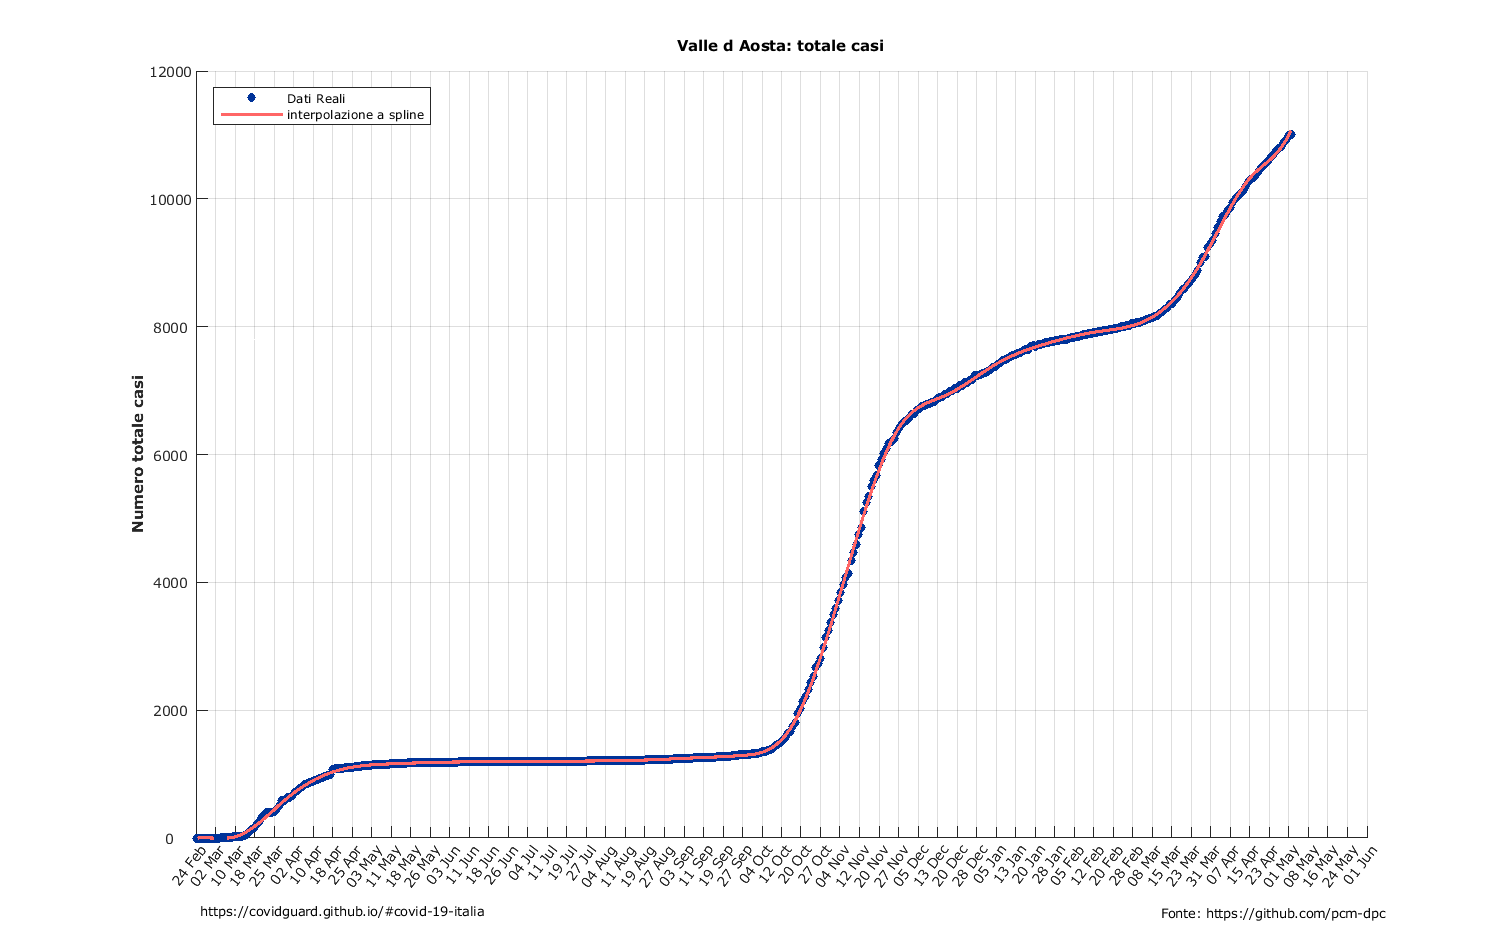 Valle d Aosta: totale casi
Dati Reali
interpolazione a spline
Numero totale casi
12000
10000
8000
6000
4000
2000
0
24 Feb
02 Mar
10 Mar
18 Mar
25 Mar
02 Apr
10 Apr
18 Apr
25 Apr
03 May
11 May
18 May
26 May
03 Jun
11 Jun
18 Jun
26 Jun
04 Jul
11 Jul
19 Jul
27 Jul
04 Aug
11 Aug
19 Aug
27 Aug
03 Sep
11 Sep
19 Sep
27 Sep
04 Oct
12 Oct
20 Oct
27 Oct
04 Nov
12 Nov
20 Nov
27 Nov
05 Dec
13 Dec
20 Dec
28 Dec
05 Jan
13 Jan
20 Jan
28 Jan
05 Feb
12 Feb
20 Feb
28 Feb
08 Mar
15 Mar
23 Mar
31 Mar
07 Apr
15 Apr
23 Apr
01 May
08 May
16 May
24 May
01 Jun
https://covidguard.github.io/#covid-19-italia
Fonte: https://github.com/pcm-dpc